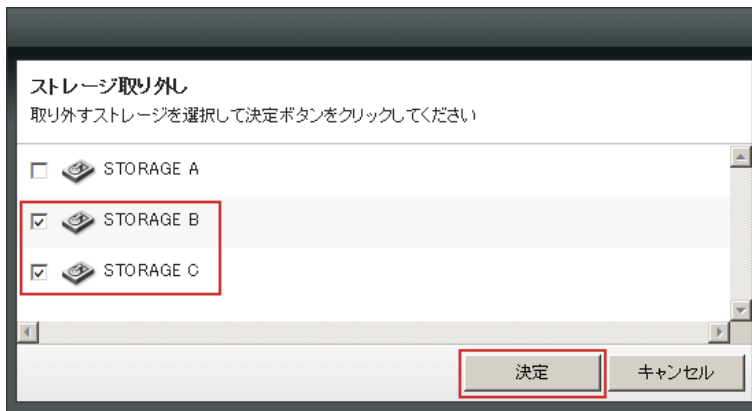 ストレージ取り外し
取り外すストレージを選択して決定ボタンをクリックしてください
STORAGE A
STORAGE B
STORAGE C
決定
キャンセル